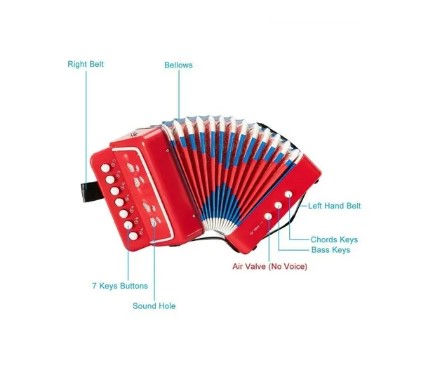 Right Belt
Bellows
Left Hand Belt
Chords Keys
Bass Keys
Air Valve (No Voice)
7 Keys Buttons
Sound Hole